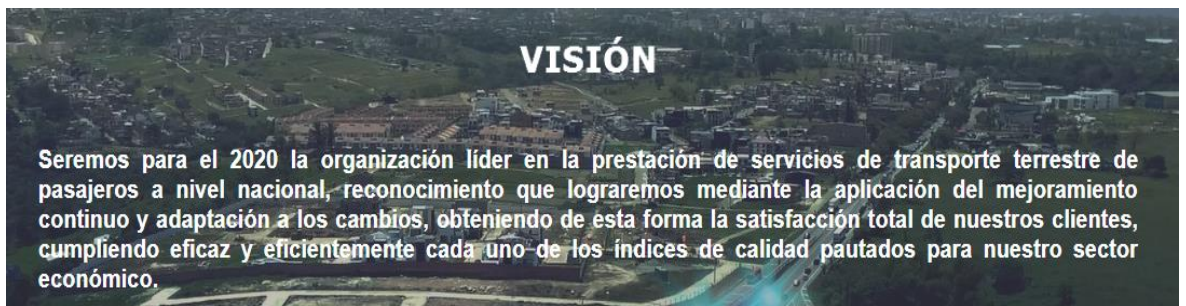 VISIÓN
Seremos para el 2020 la organización líder en la prestación de servicios de transporte terrestre de
pasajeros a nivel nacional, reconocimiento que lograremos mediante la aplicación del mejoramiento
continuo y adaptación a los cambios, obteniendo de esta forma la satisfacción total de nuestros clientes,
cumpliendo eficaz y eficientemente cada uno de los índices de calidad pautados para nuestro sector
económico.